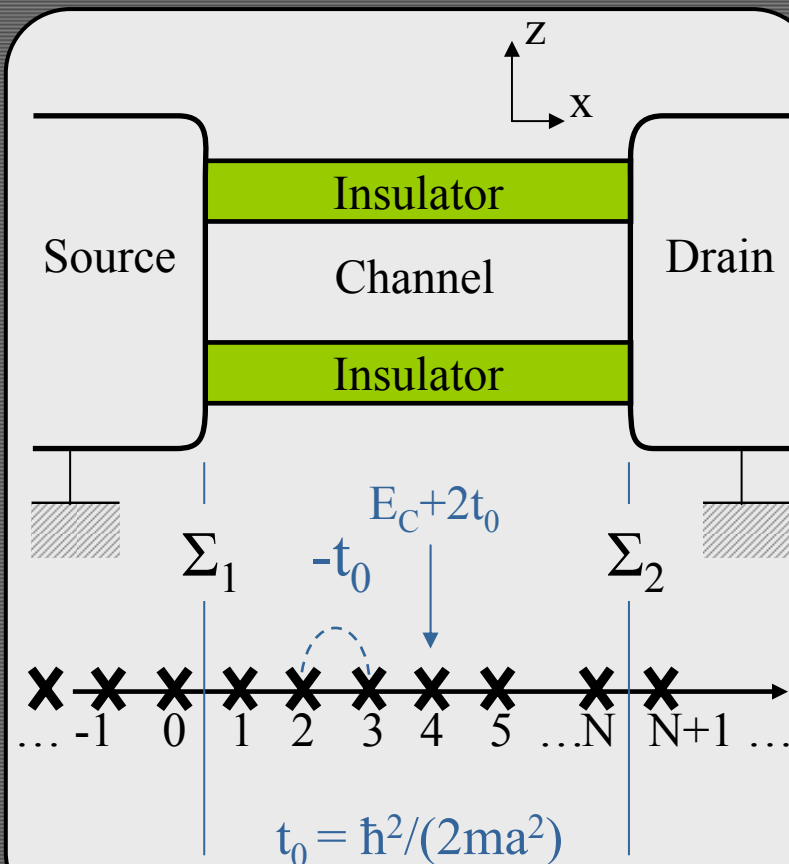 z
x
Insulator
Source
Channel
Drain
Insulator
E_C+2t_0
Σ_1
-t_0
Σ_2
… -1 0 1 2 3 4 5 …N N+1 …
t_0 = ħ²/(2ma²)